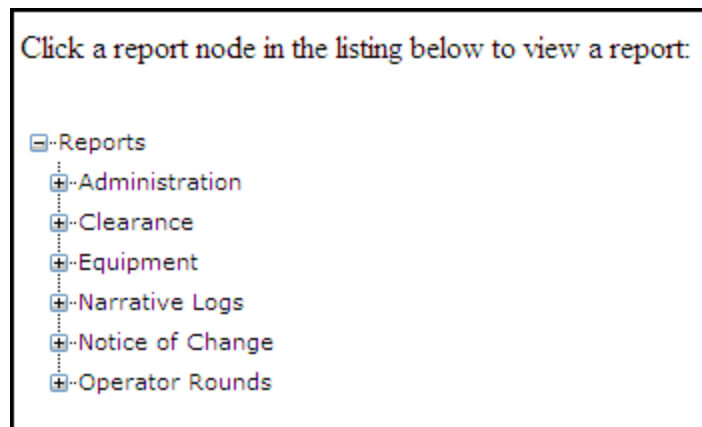 Click a report node in the listing below to view a report:
Reports
Administration
Clearance
Equipment
Narrative Logs
Notice of Change
Operator Rounds